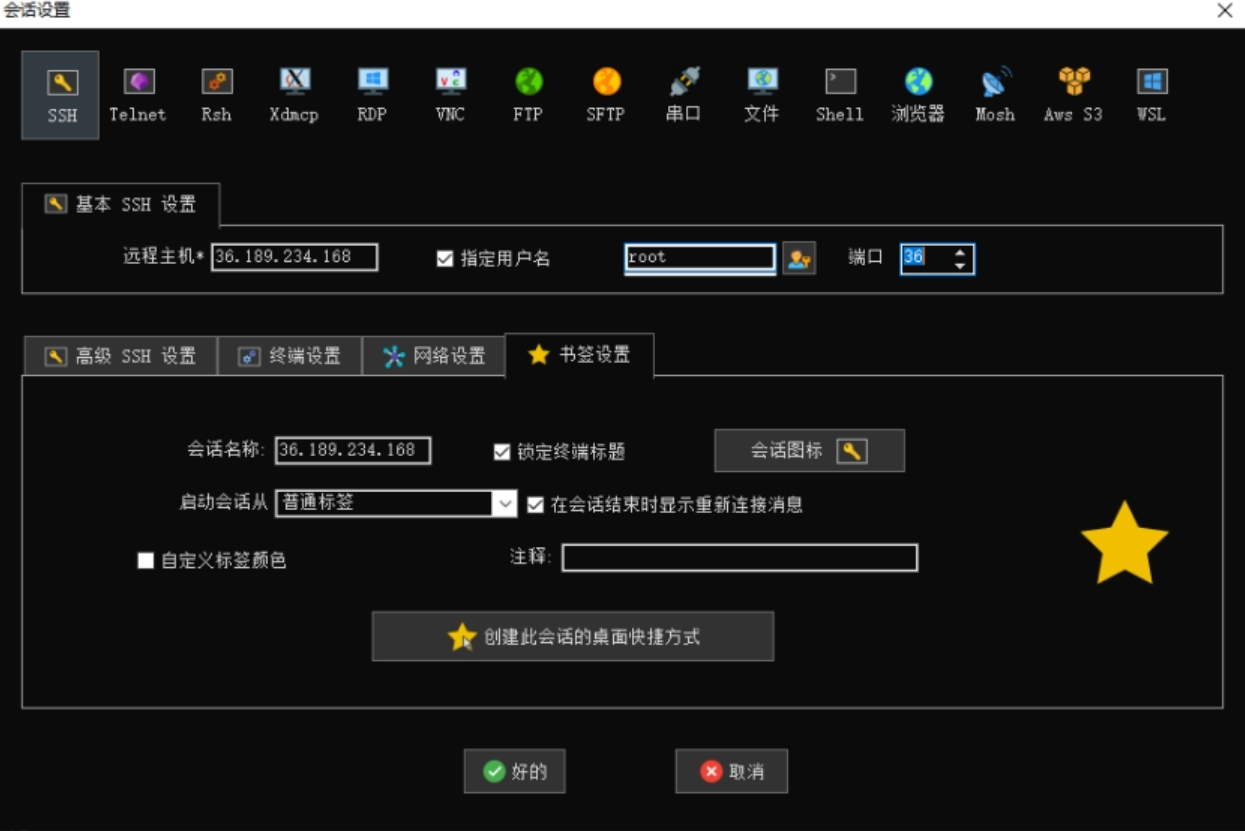 会话设置
SSH Telnet Rsh Xdmcp RDP VNC FTP SFTP 串口 文件 Shell 浏览器 Mosh Aws S3 WSL
基本 SSH 设置
远程主机* 36.189.234.168 指定用户名 root 端口 36
高级 SSH 设置 终端设置 网络设置 书签设置
会话名称: 36.189.234.168 锁定终端标题 会话图标
启动会话从 普通标签 在会话结束时显示重新连接消息
自定义标签颜色 注释:
创建此会话的桌面快捷方式
好的 取消